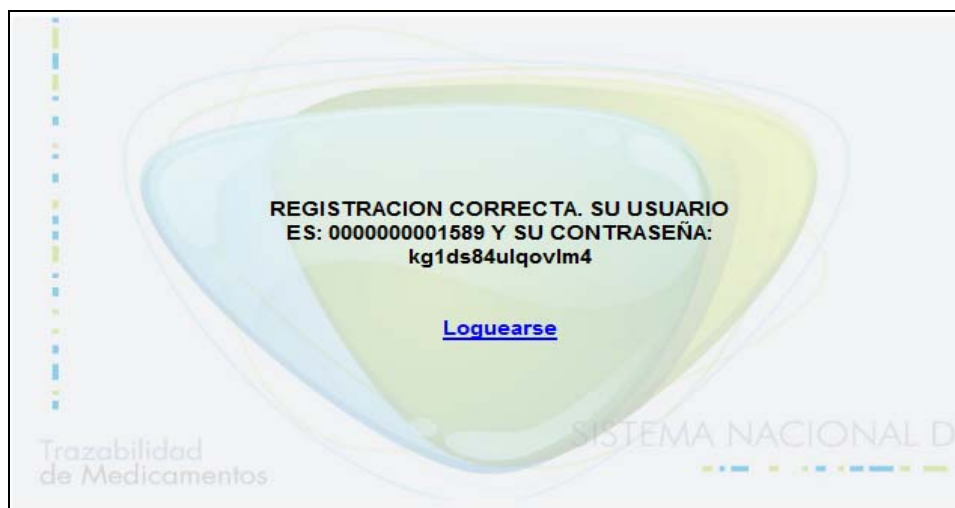 REGISTRACION CORRECTA. SU USUARIO
ES: 0000000001589 Y SU CONTRASEÑA:
kg1ds84ulqovlm4
Loguearse
SISTEMA NACIONAL D
Trazabilidad
de Medicamentos